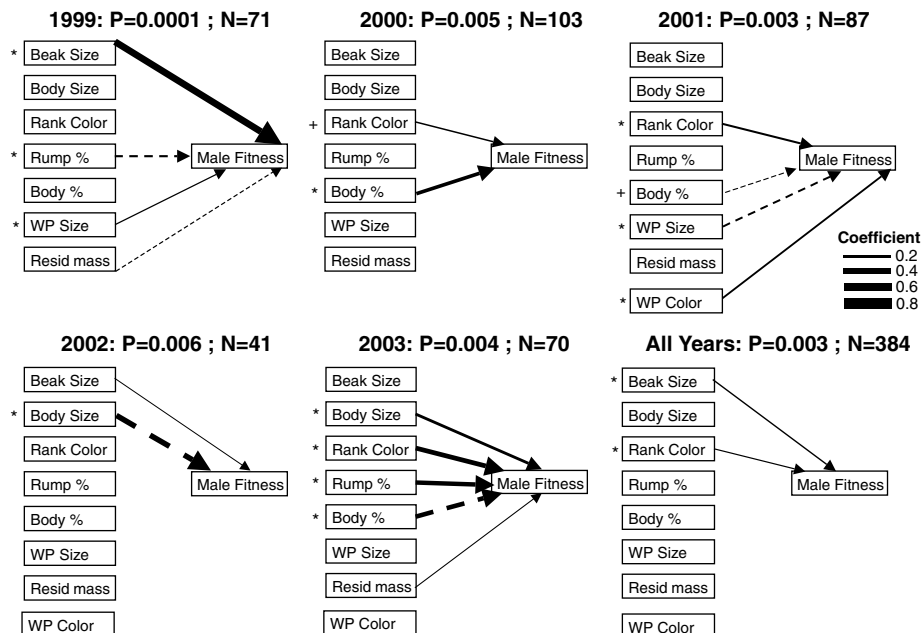 1999: P=0.0001 ; N=71
* Beak Size
Body Size
Rank Color
* Rump %
Male Fitness
Body %
* WP Size
Resid mass
2000: P=0.005 ; N=103
Beak Size
Body Size
+ Rank Color
Rump %
Male Fitness
* Body %
WP Size
Resid mass
2001: P=0.003 ; N=87
Beak Size
Body Size
* Rank Color
Rump %
Male Fitness
+ Body %
* WP Size
Resid mass
* WP Color
Coefficient
0.2
0.4
0.6
0.8
2002: P=0.006 ; N=41
Beak Size
* Body Size
Rank Color
Rump %
Male Fitness
Body %
WP Size
Resid mass
WP Color
2003: P=0.004 ; N=70
Beak Size
* Body Size
* Rank Color
* Rump %
Male Fitness
* Body %
WP Size
Resid mass
WP Color
All Years: P=0.003 ; N=384
* Beak Size
Body Size
* Rank Color
Rump %
Male Fitness
Body %
WP Size
Resid mass
WP Color